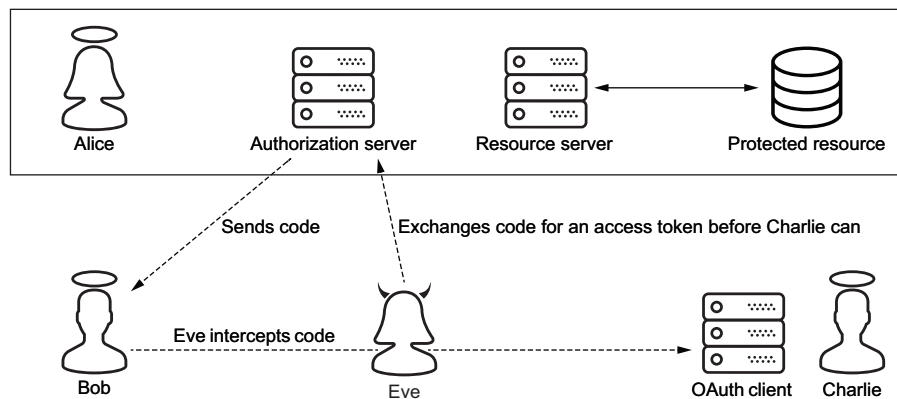 Alice
Authorization server
Resource server
Protected resource
Sends code
Exchanges code for an access token before Charlie can
Eve intercepts code
Bob
Eve
OAuth client
Charlie